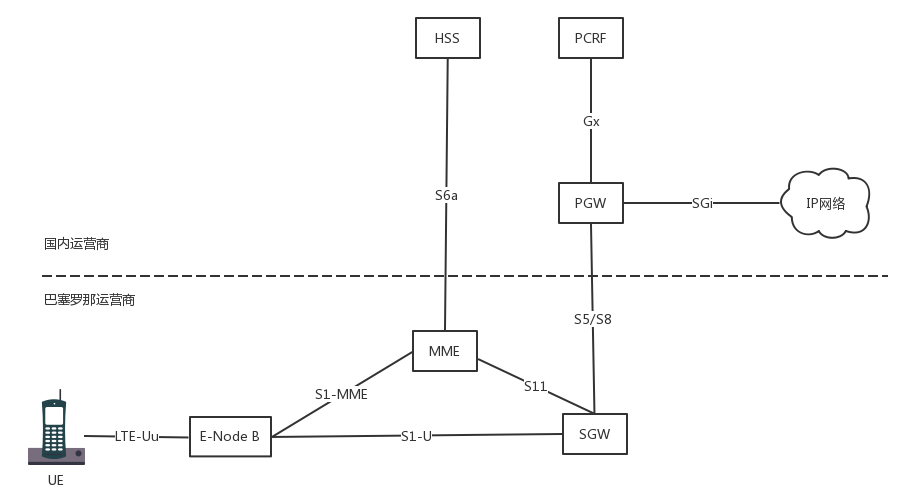 HSS
PCRF
Gx
S6a
PGW
SGi
IP网络
国内运营商
巴塞罗那运营商
S5/S8
MME
S11
S1-MME
LTE-Uu
E-Node B
S1-U
SGW
UE